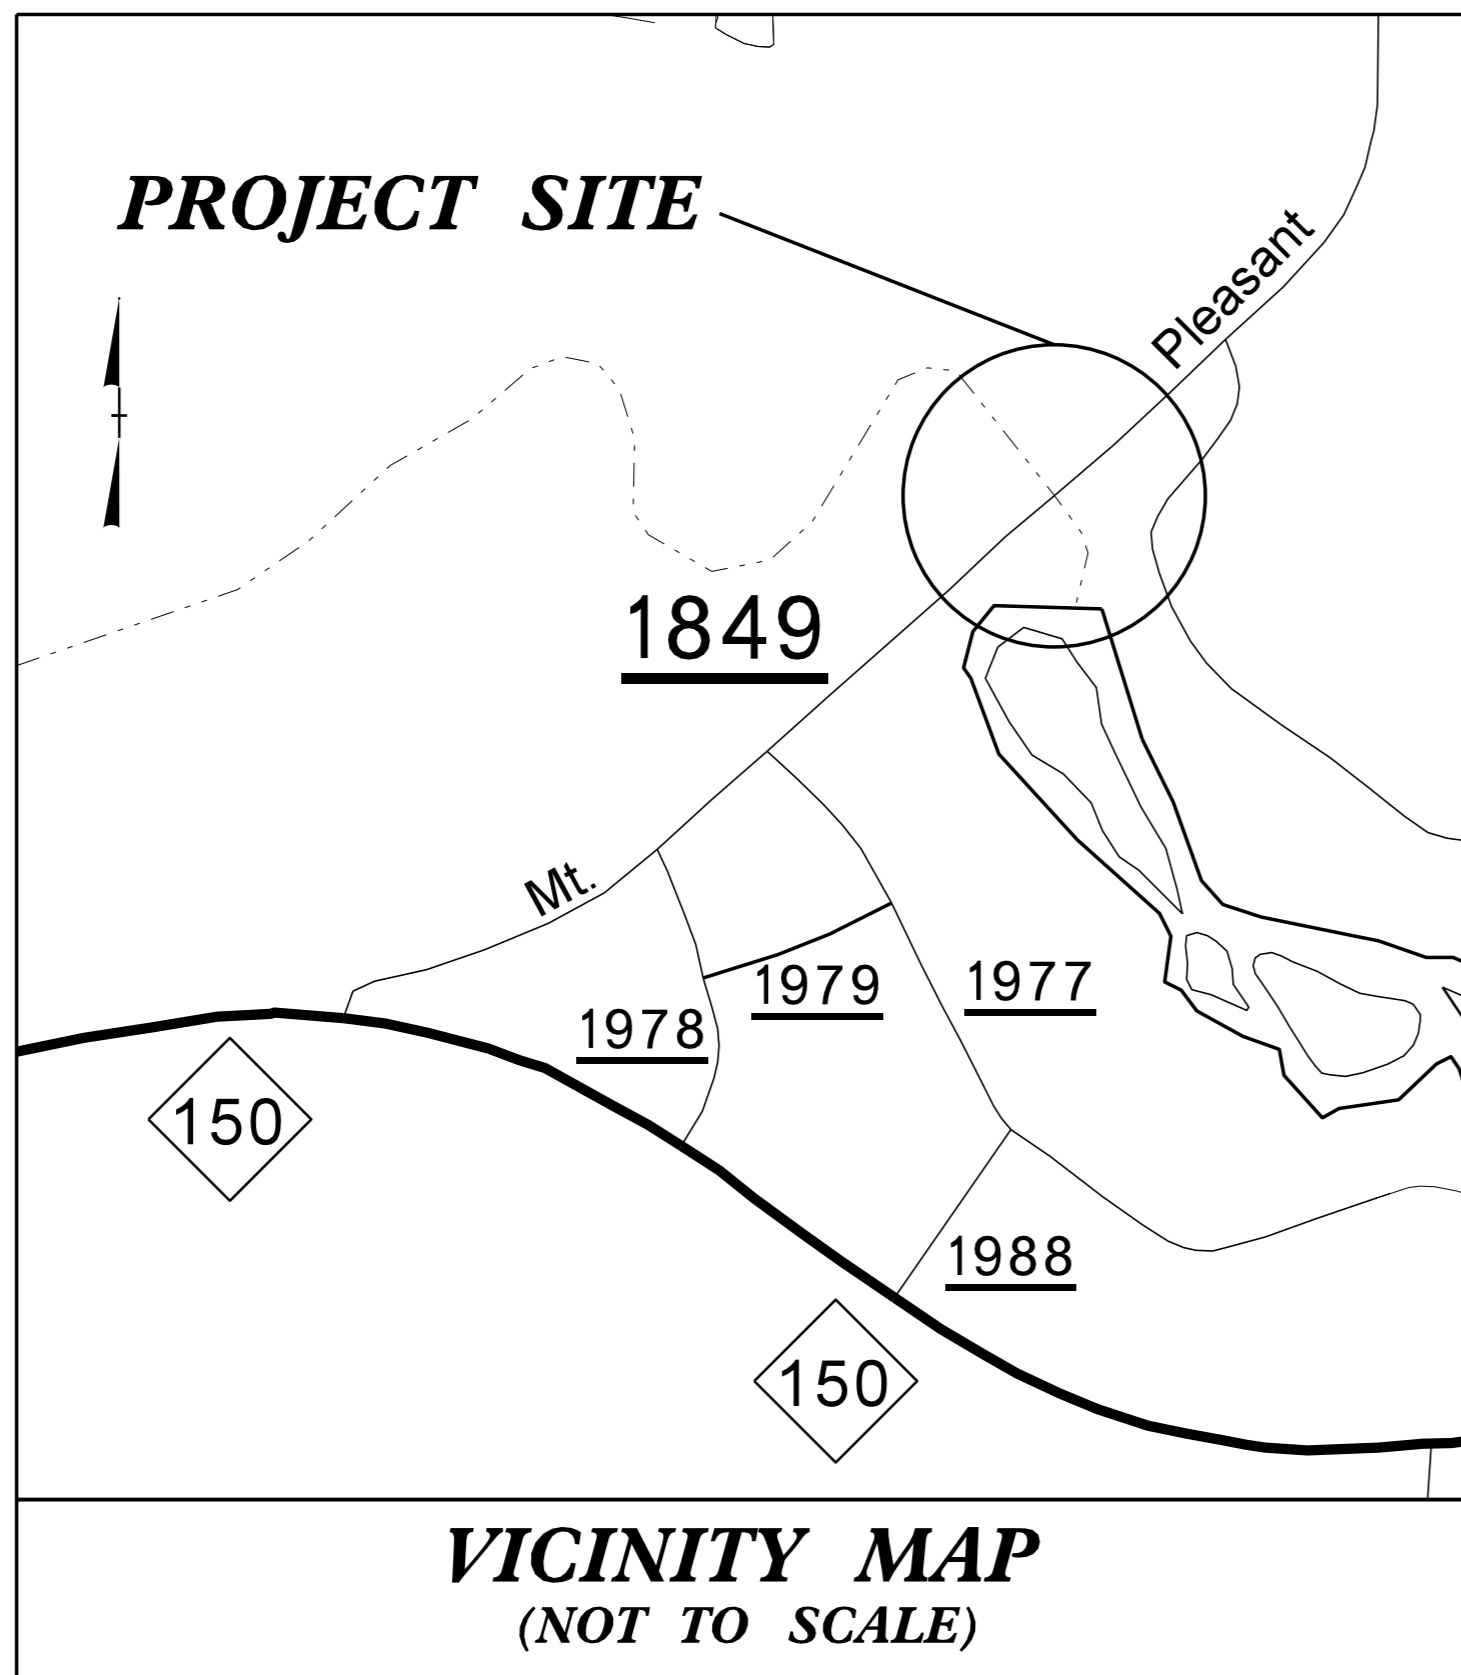 PROJECT SITE
Pleasant
1849
Mt.
1979
1977
1978
150
1988
150
VICINITY MAP
(NOT TO SCALE)